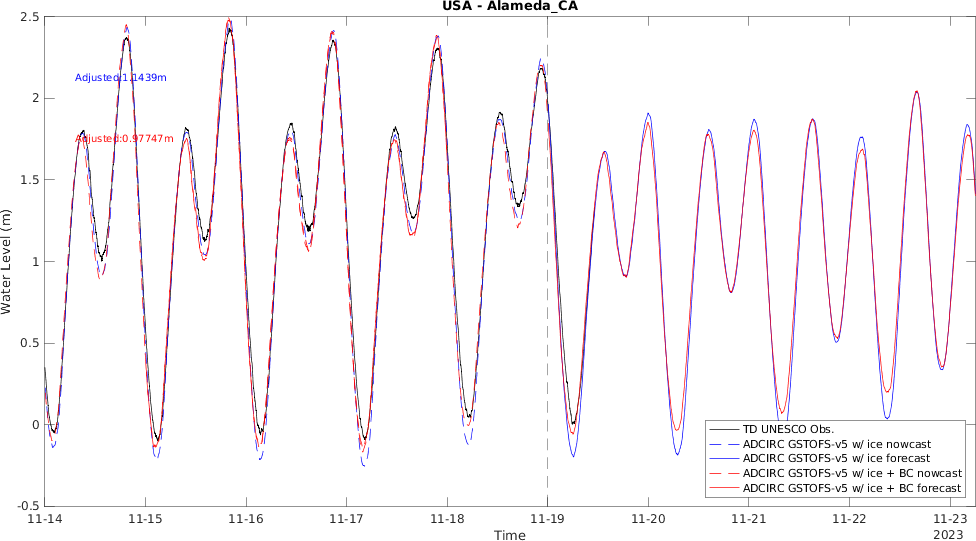 USA - Alameda_CA
2.5
2
1.5
1
0.5
0
-0.5
Water Level (m)
Adjusted:1.1439m
Adjusted:0.97747m
TD UNESCO Obs.
ADCIRC GSTOFS-v5 w/ ice nowcast
ADCIRC GSTOFS-v5 w/ ice forecast
ADCIRC GSTOFS-v5 w/ ice + BC nowcast
ADCIRC GSTOFS-v5 w/ ice + BC forecast
11-14 11-15 11-16 11-17 11-18 11-19 11-20 11-21 11-22 11-23
2023
Time